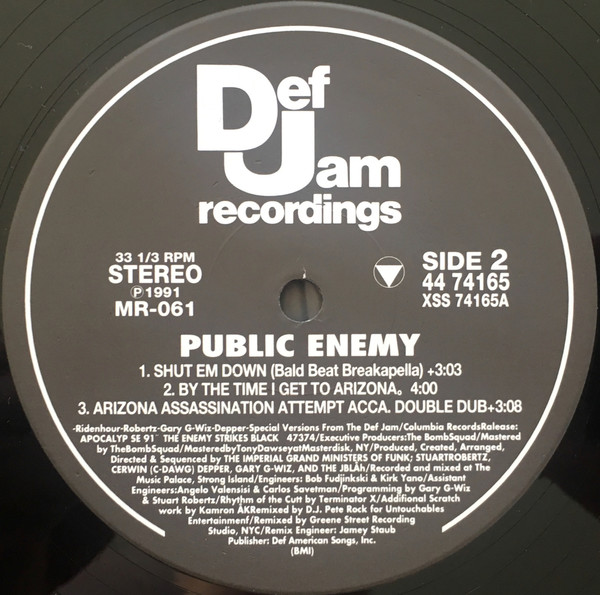 Def
Jam
recordings
33 1/3 RPM
STEREO
Ⓟ1991
MR-061
SIDE 2
44 74165
XSS 74165A
PUBLIC ENEMY
1. SHUT EM DOWN (Bald Beat Breakapella) +3:03
2. BY THE TIME I GET TO ARIZONA。 4:00
3. ARIZONA ASSASSINATION ATTEMPT ACCA. DOUBLE DUB+3:08
-Ridenhour-Robertz-Gary G-Wiz-Depper-Special Versions From The Def Jam/Columbia RecordsRelease:
APOCALYP SE 91¨ THE ENEMY STRIKES BLACK 47374/Executive Producers:The BombSquad/Mastered
by TheBombSquad/MasteredbyTonyDawseyatMasterdisk, NY/Produced, Created, Arranged,
Directed & Sequenced by THE IMPERIAL GRAND MINISTERS OF FUNK; STUARTROBERTZ,
CERWIN (C-DAWG) DEPPER, GARY G-WIZ, AND THE JBLAh/Recorded and mixed at The
Music Palace, Strong Island/Engineers: Bob Fudjinkski & Kirk Yano/Assistant
Engineers:Angelo Valenissi & Carlos Savetman/Programming by Gary G-Wiz
& Stuart Robertz/Rhythm of the Cutt by Terminator X/Addifional Scratch
work by Kamron AKRemixed by D.J. Pete Rock for Untouchables
Entertainmenf/Remixed by Greene Street Recording
Studio, NYC/Remix Engineer: Jamey Staub
Publisher: Def American Songs, Inc.
(BMI)